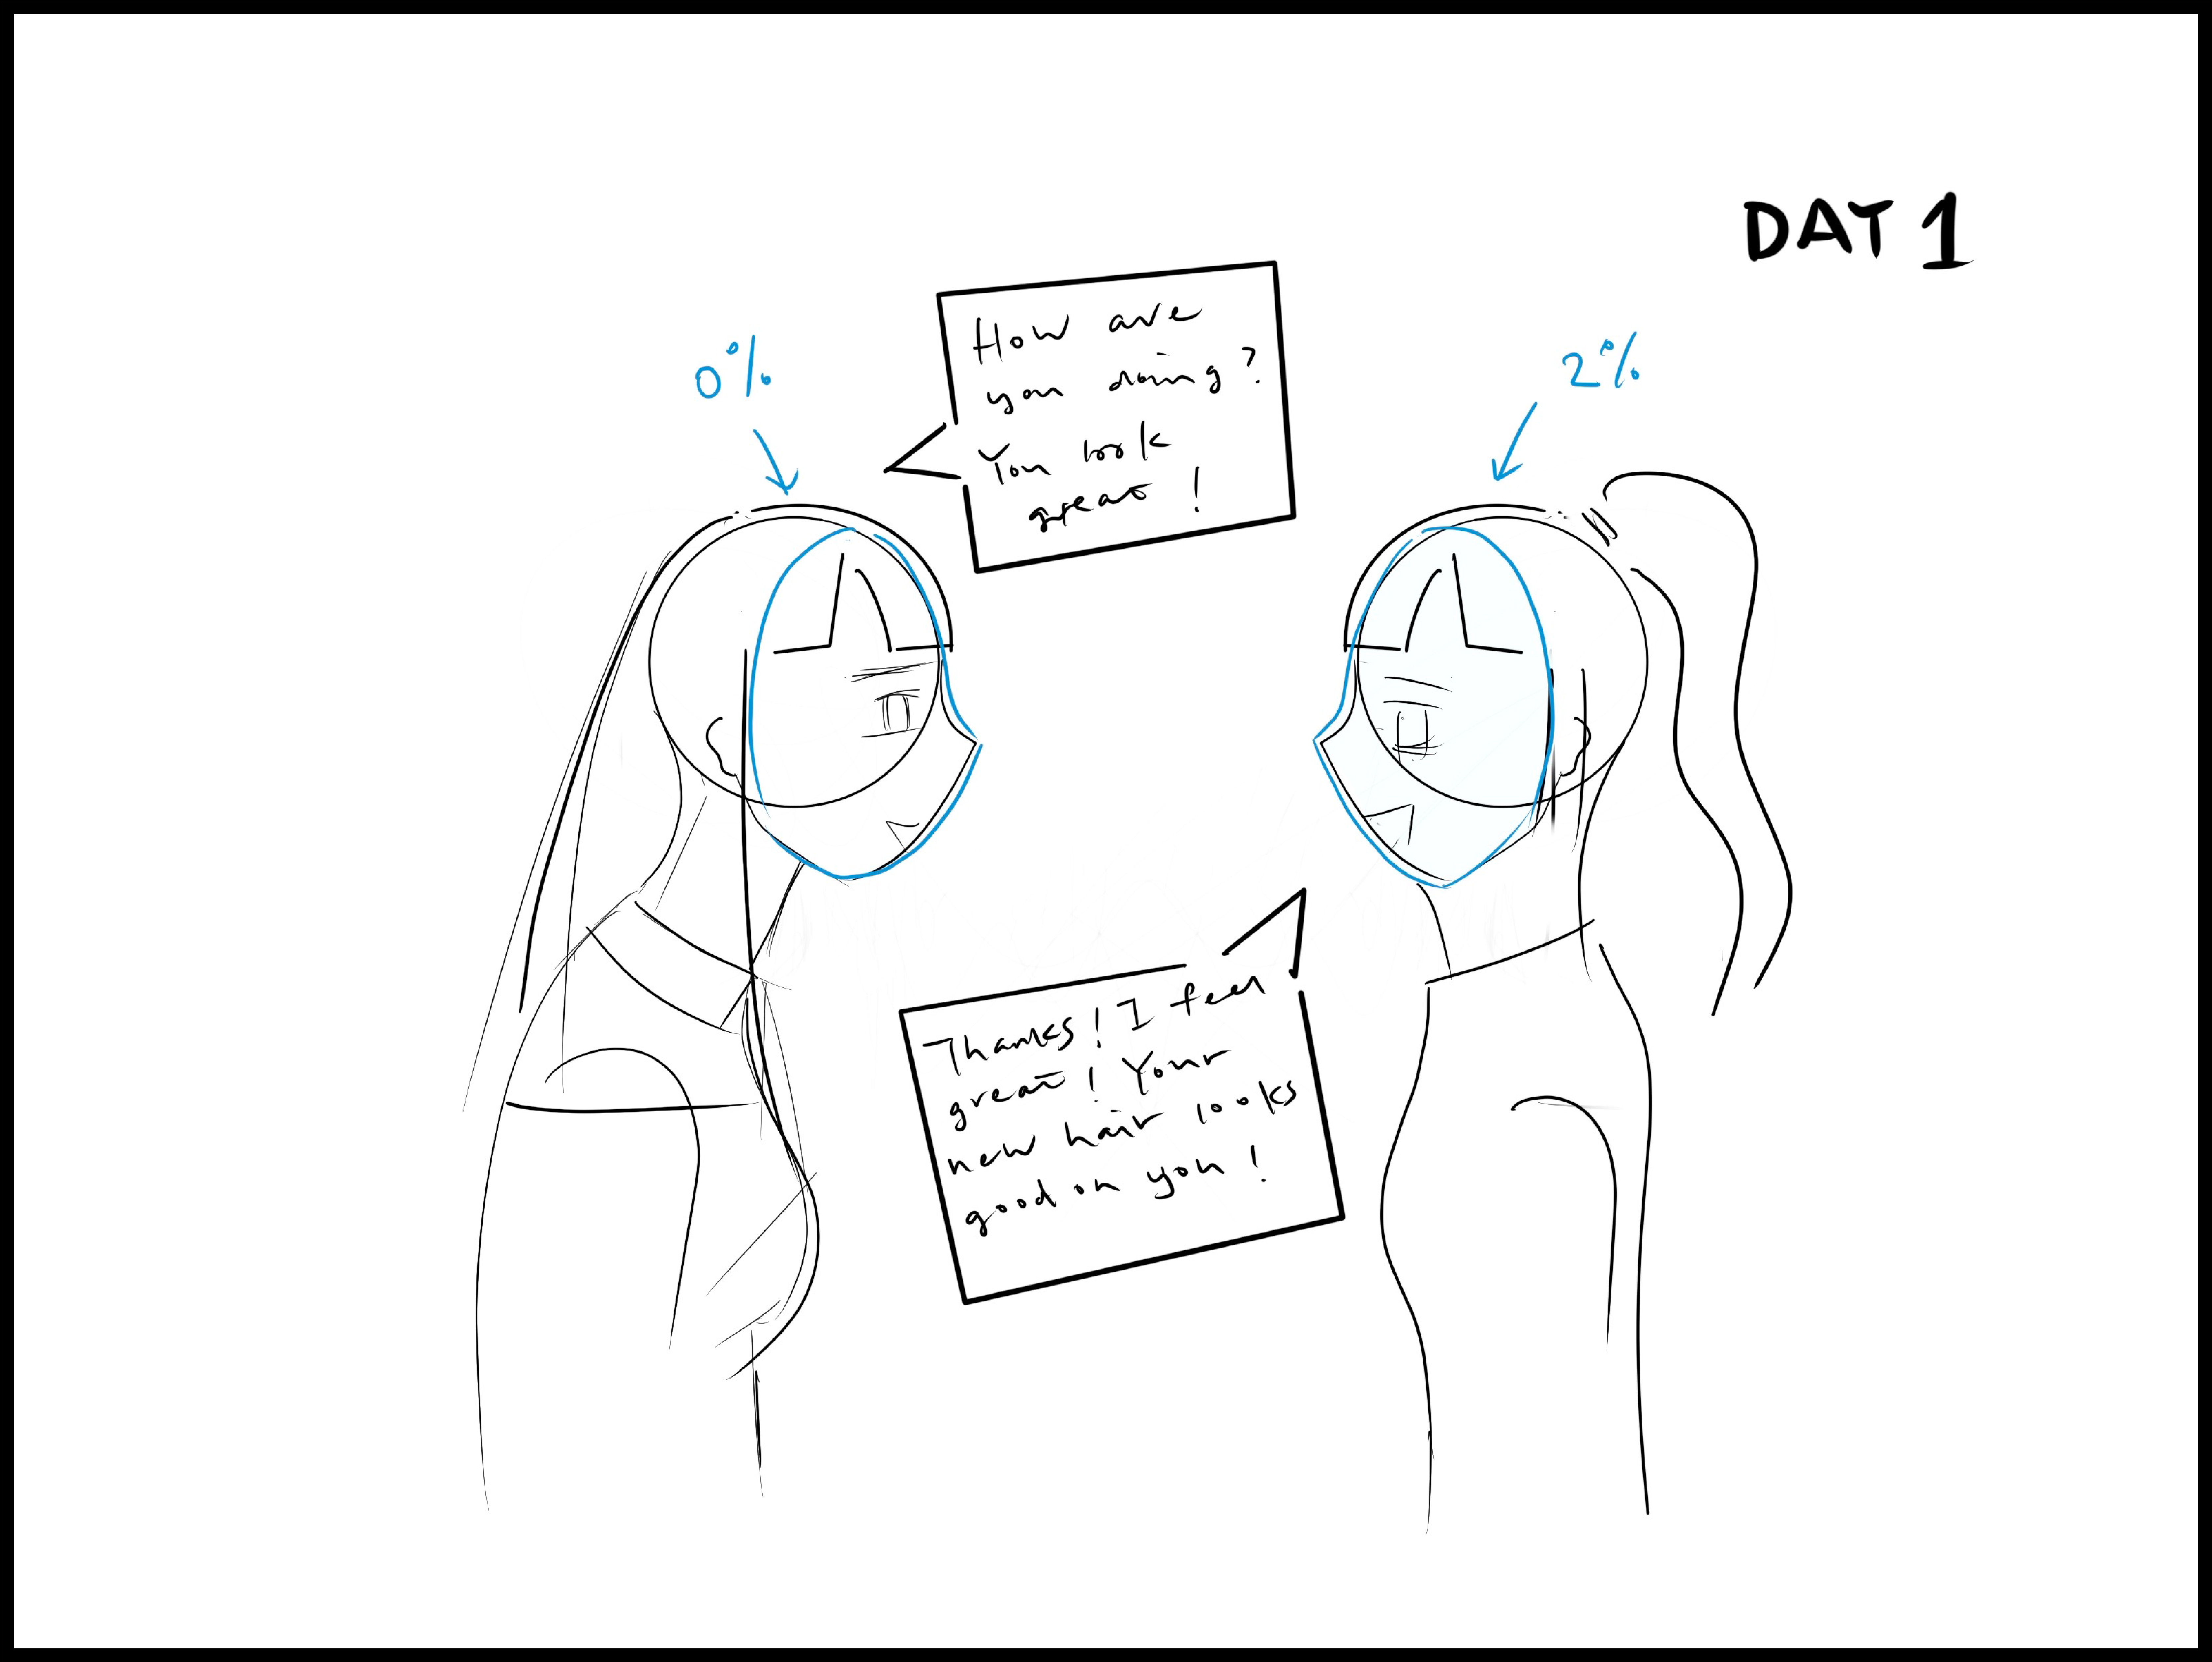 DAT 1
0%
2%
How are
you doing?
You look
great!
Thanks! I feel
great! Your
new hair looks
good on you!